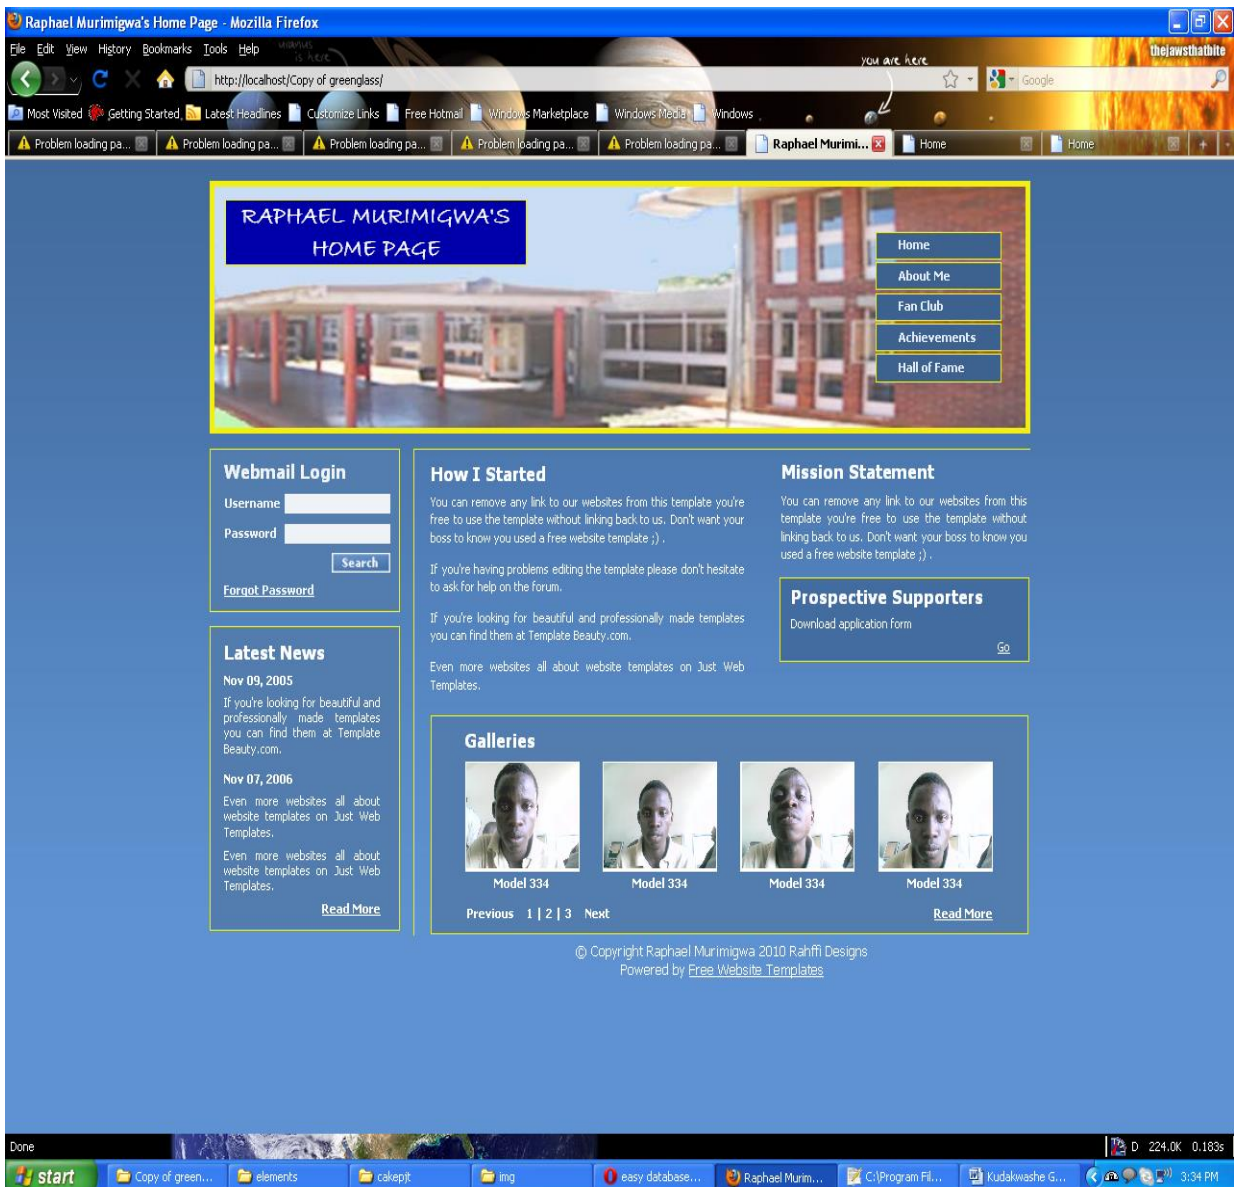 Raphael Murimigwa's Home Page - Mozilla Firefox
File Edit View History Bookmarks Tools Help
uranus
is here
you are here
thejawsthatbite
http://localhost/Copy of greenglass/
Google
Most Visited Getting Started Latest Headlines Customize Links Free Hotmail Windows Marketplace Windows Media Windows
Problem loading pa... Problem loading pa... Problem loading pa... Problem loading pa... Problem loading pa... Raphael Murimi... Home Home
RAPHAEL MURIMIGWA'S
HOME PAGE
Home
About Me
Fan Club
Achievements
Hall of Fame
Webmail Login
Username
Password
Search
Forgot Password
Latest News
Nov 09, 2005
If you're looking for beautiful and
professionally made templates
you can find them at Template
Beauty.com.
Nov 07, 2006
Even more websites all about
website templates on Just Web
Templates.
Even more websites all about
website templates on Just Web
Templates.
Read More
How I Started
You can remove any link to our websites from this template you're
free to use the template without linking back to us. Don't want your
boss to know you used a free website template ;) .
If you're having problems editing the template please don't hesitate
to ask for help on the forum.
If you're looking for beautiful and professionally made templates
you can find them at Template Beauty.com.
Even more websites all about website templates on Just Web
Templates.
Mission Statement
You can remove any link to our websites from this
template you're free to use the template without
linking back to us. Don't want your boss to know you
used a free website template ;) .
Prospective Supporters
Download application form
Go
Galleries
Model 334 Model 334 Model 334 Model 334
Previous 1 | 2 | 3 Next Read More
© Copyright Raphael Murimigwa 2010 Rahffi Designs
Powered by Free Website Templates
Done D 224.0K 0.183s
start Copy of green... elements cakepjt img easy database... Raphael Murim... C:\Program Fil... Kudakwashe G... 3:34 PM